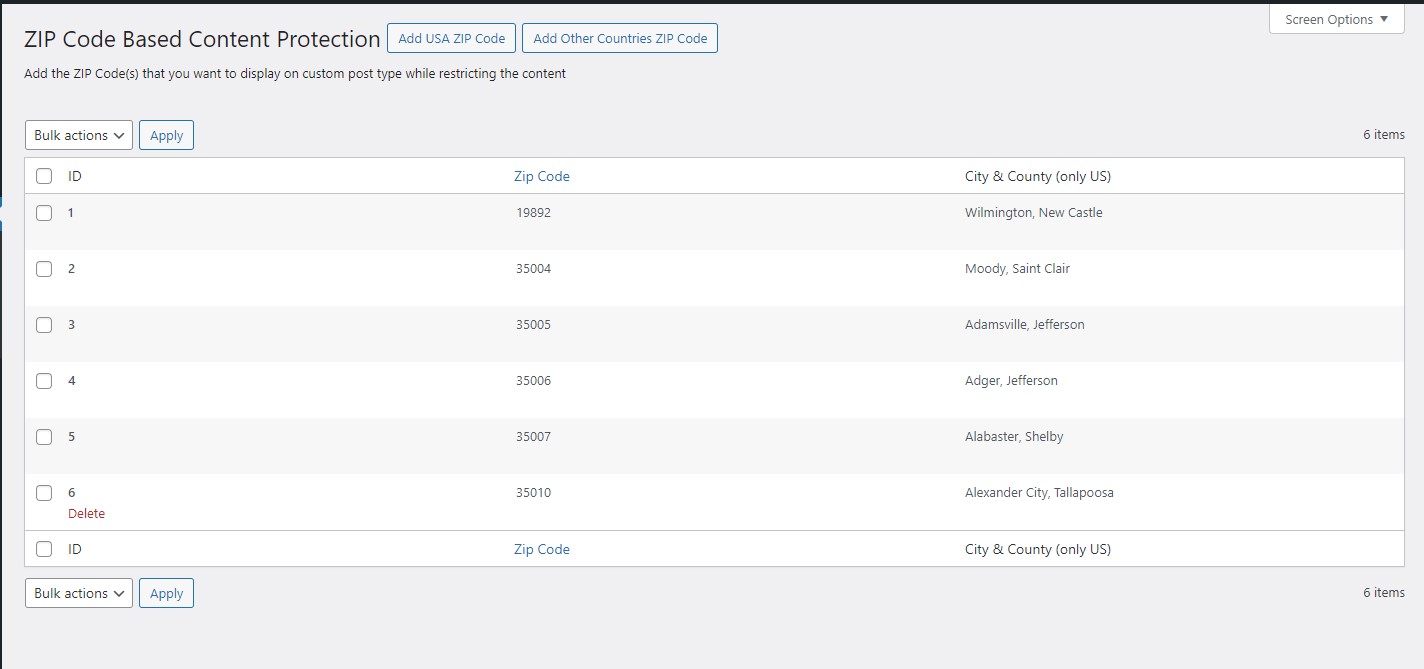 Screen Options ▼
ZIP Code Based Content Protection Add USA ZIP Code Add Other Countries ZIP Code
Add the ZIP Code(s) that you want to display on custom post type while restricting the content
Bulk actions Apply 6 items
ID Zip Code City & County (only US)
1 19892 Wilmington, New Castle
2 35004 Moody, Saint Clair
3 35005 Adamsville, Jefferson
4 35006 Adger, Jefferson
5 35007 Alabaster, Shelby
6 35010 Alexander City, Tallapoosa
Delete
ID Zip Code City & County (only US)
Bulk actions Apply 6 items